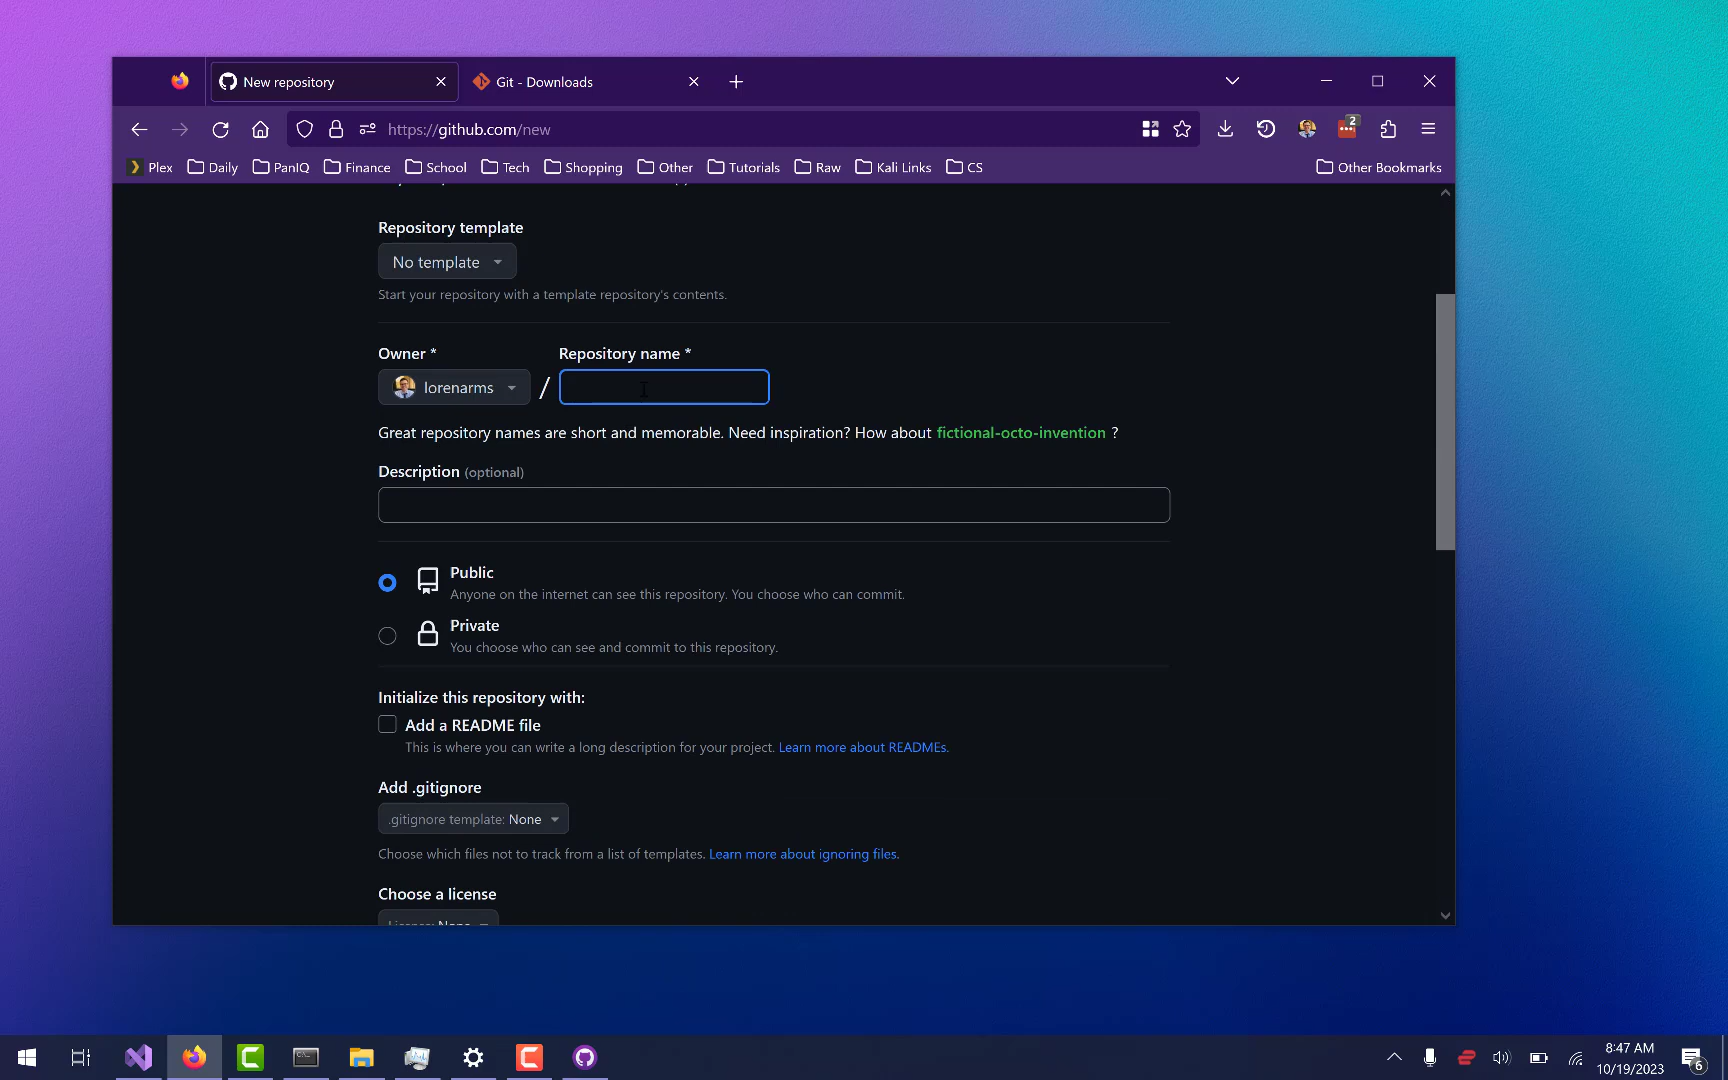 New repository
Git - Downloads
https://github.com/new
2
Plex
Daily
PanIQ
Finance
School
Tech
Shopping
Other
Tutorials
Raw
Kali Links
CS
Other Bookmarks
Repository template
No template
Start your repository with a template repository's contents.
Owner * Repository name *
lorenarms /
Great repository names are short and memorable. Need inspiration? How about fictional-octo-invention ?
Description (optional)
Public
Anyone on the internet can see this repository. You choose who can commit.
Private
You choose who can see and commit to this repository.
Initialize this repository with:
Add a README file
This is where you can write a long description for your project. Learn more about READMEs.
Add .gitignore
.gitignore template: None
Choose which files not to track from a list of templates. Learn more about ignoring files.
Choose a license
License: None
8:47 AM
10/19/2023
6